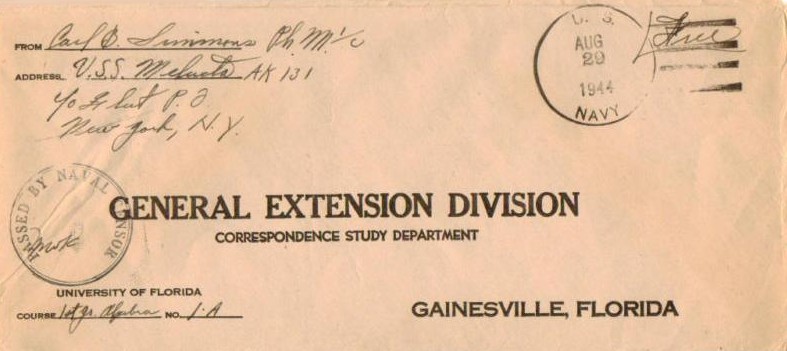 FROM Carl B. Simmons Ph. M 1/c
ADDRESS U.S.S. Melucta AK 131
c/o Fleet P.O.
New York, N.Y.
U.S. AUG 29 1944 NAVY
Free
PASSED BY NAVAL CENSOR
GENERAL EXTENSION DIVISION
CORRESPONDENCE STUDY DEPARTMENT
UNIVERSITY OF FLORIDA
COURSE 1st yr. Algebra NO. 1-A
GAINESVILLE, FLORIDA